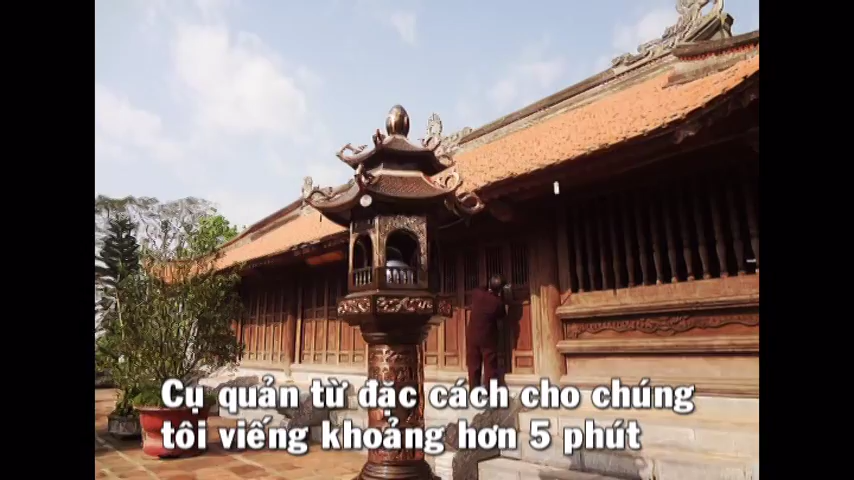 Cụ quản từ đặc cách cho chúng
tôi viếng khoảng hơn 5 phút